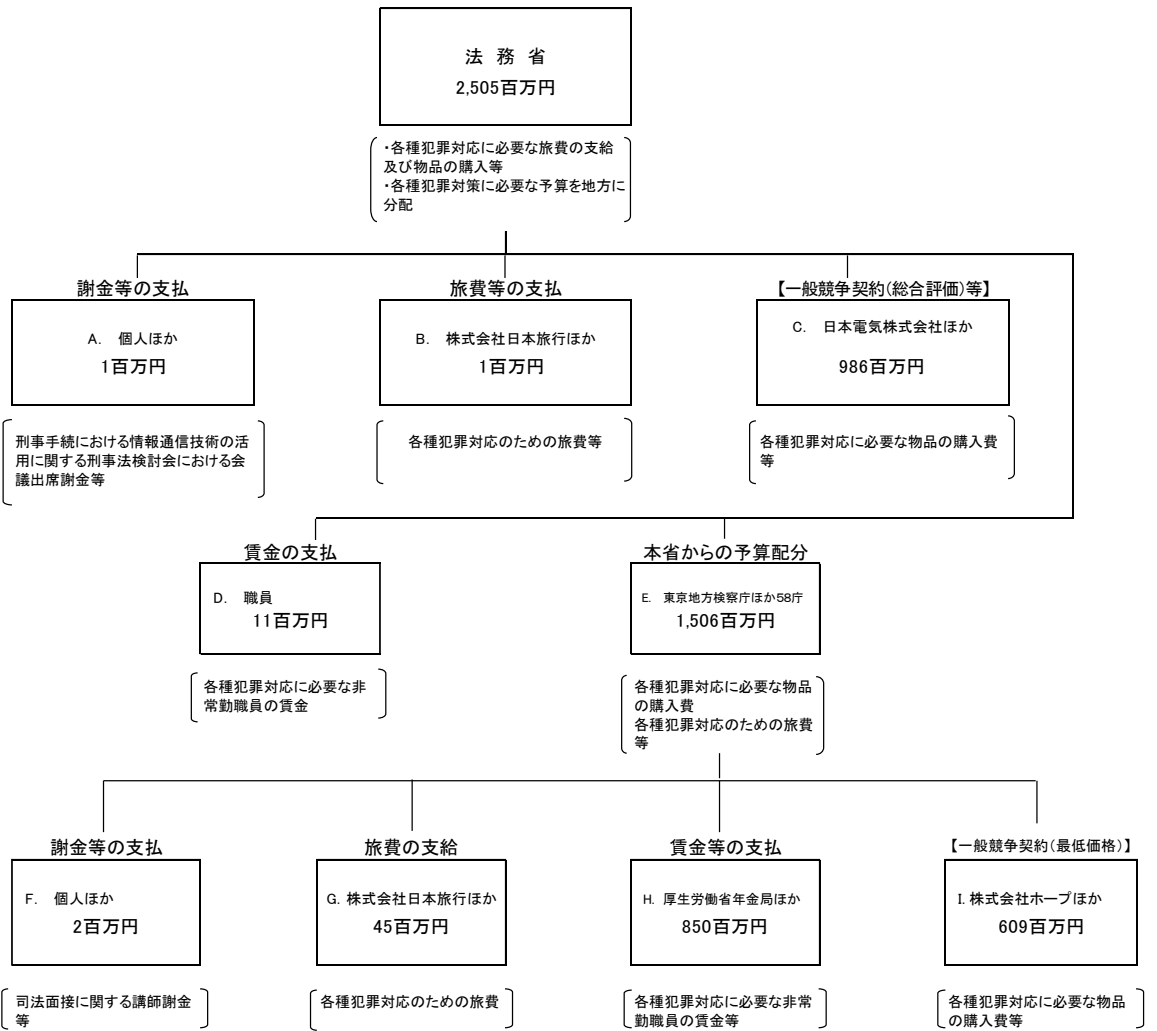 法　務　省
2,505百万円
・各種犯罪対応に必要な旅費の支給
及び物品の購入等
・各種犯罪対策に必要な予算を地方に
分配
謝金等の支払
A.　個人ほか
1百万円
刑事手続における情報通信技術の活
用に関する刑事法検討会における会
議出席謝金等
旅費等の支払
B.　株式会社日本旅行ほか
1百万円
各種犯罪対応のための旅費等
【一般競争契約(総合評価)等】
C.　日本電気株式会社ほか
986百万円
各種犯罪対応に必要な物品の購入費
等
賃金の支払
D.　職員
11百万円
各種犯罪対応に必要な非
常勤職員の賃金
本省からの予算配分
E.　東京地方検察庁ほか58庁
1,506百万円
各種犯罪対応に必要な物品
の購入費
各種犯罪対応のための旅費
等
謝金等の支払
F.　個人ほか
2百万円
司法面接に関する講師謝金
等
旅費の支給
G. 株式会社日本旅行ほか
45百万円
各種犯罪対応のための旅費
賃金等の支払
H. 厚生労働省年金局ほか
850百万円
各種犯罪対応に必要な非常
勤職員の賃金等
【一般競争契約(最低価格)】
I. 株式会社ホープほか
609百万円
各種犯罪対応に必要な物品
の購入費等